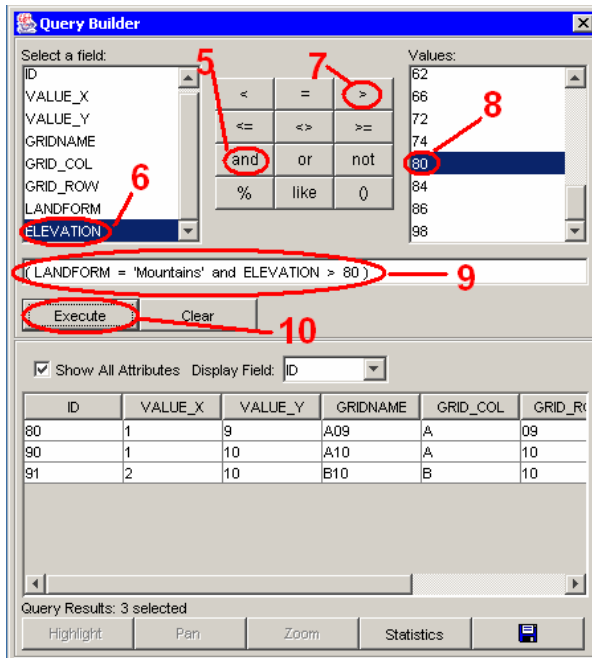 Query Builder
Select a field:
Values:
ID
VALUE_X
VALUE_Y
GRIDNAME
GRID_COL
GRID_ROW
LANDFORM
ELEVATION
5
6
7
< = >
<= <> >=
and or not
% like ()
62
66
72
74
80
84
86
98
8
( LANDFORM = 'Mountains' and ELEVATION > 80 )
9
Execute Clear
10
Show All Attributes Display Field: ID
ID VALUE_X VALUE_Y GRIDNAME GRID_COL GRID_R
80 1 9 A09 A 09
90 1 10 A10 A 10
91 2 10 B10 B 10
Query Results: 3 selected
Highlight Pan Zoom Statistics